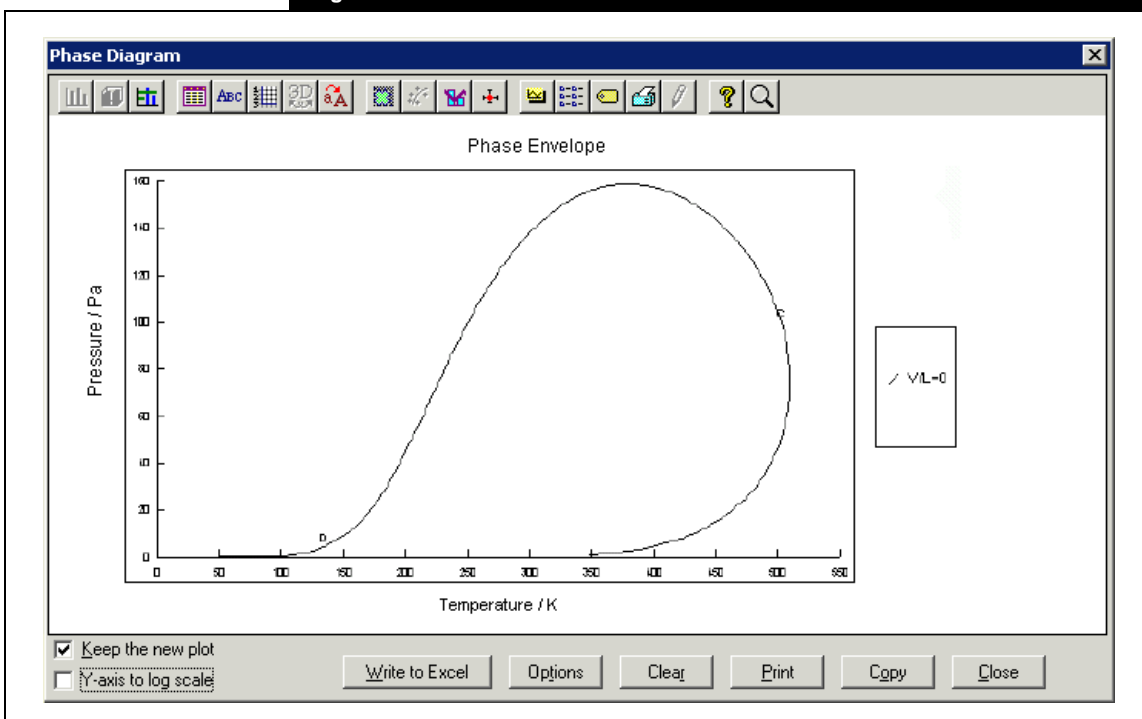 Phase Diagram
ABC
3D
Phase Envelope
Pressure / Pa
160
140
120
100
80
60
40
20
0
D
C
V/L=0
0 50 100 150 200 250 300 350 400 450 500 550
Temperature / K
Keep the new plot
Y-axis to log scale
Write to Excel Options Clear Print Copy Close